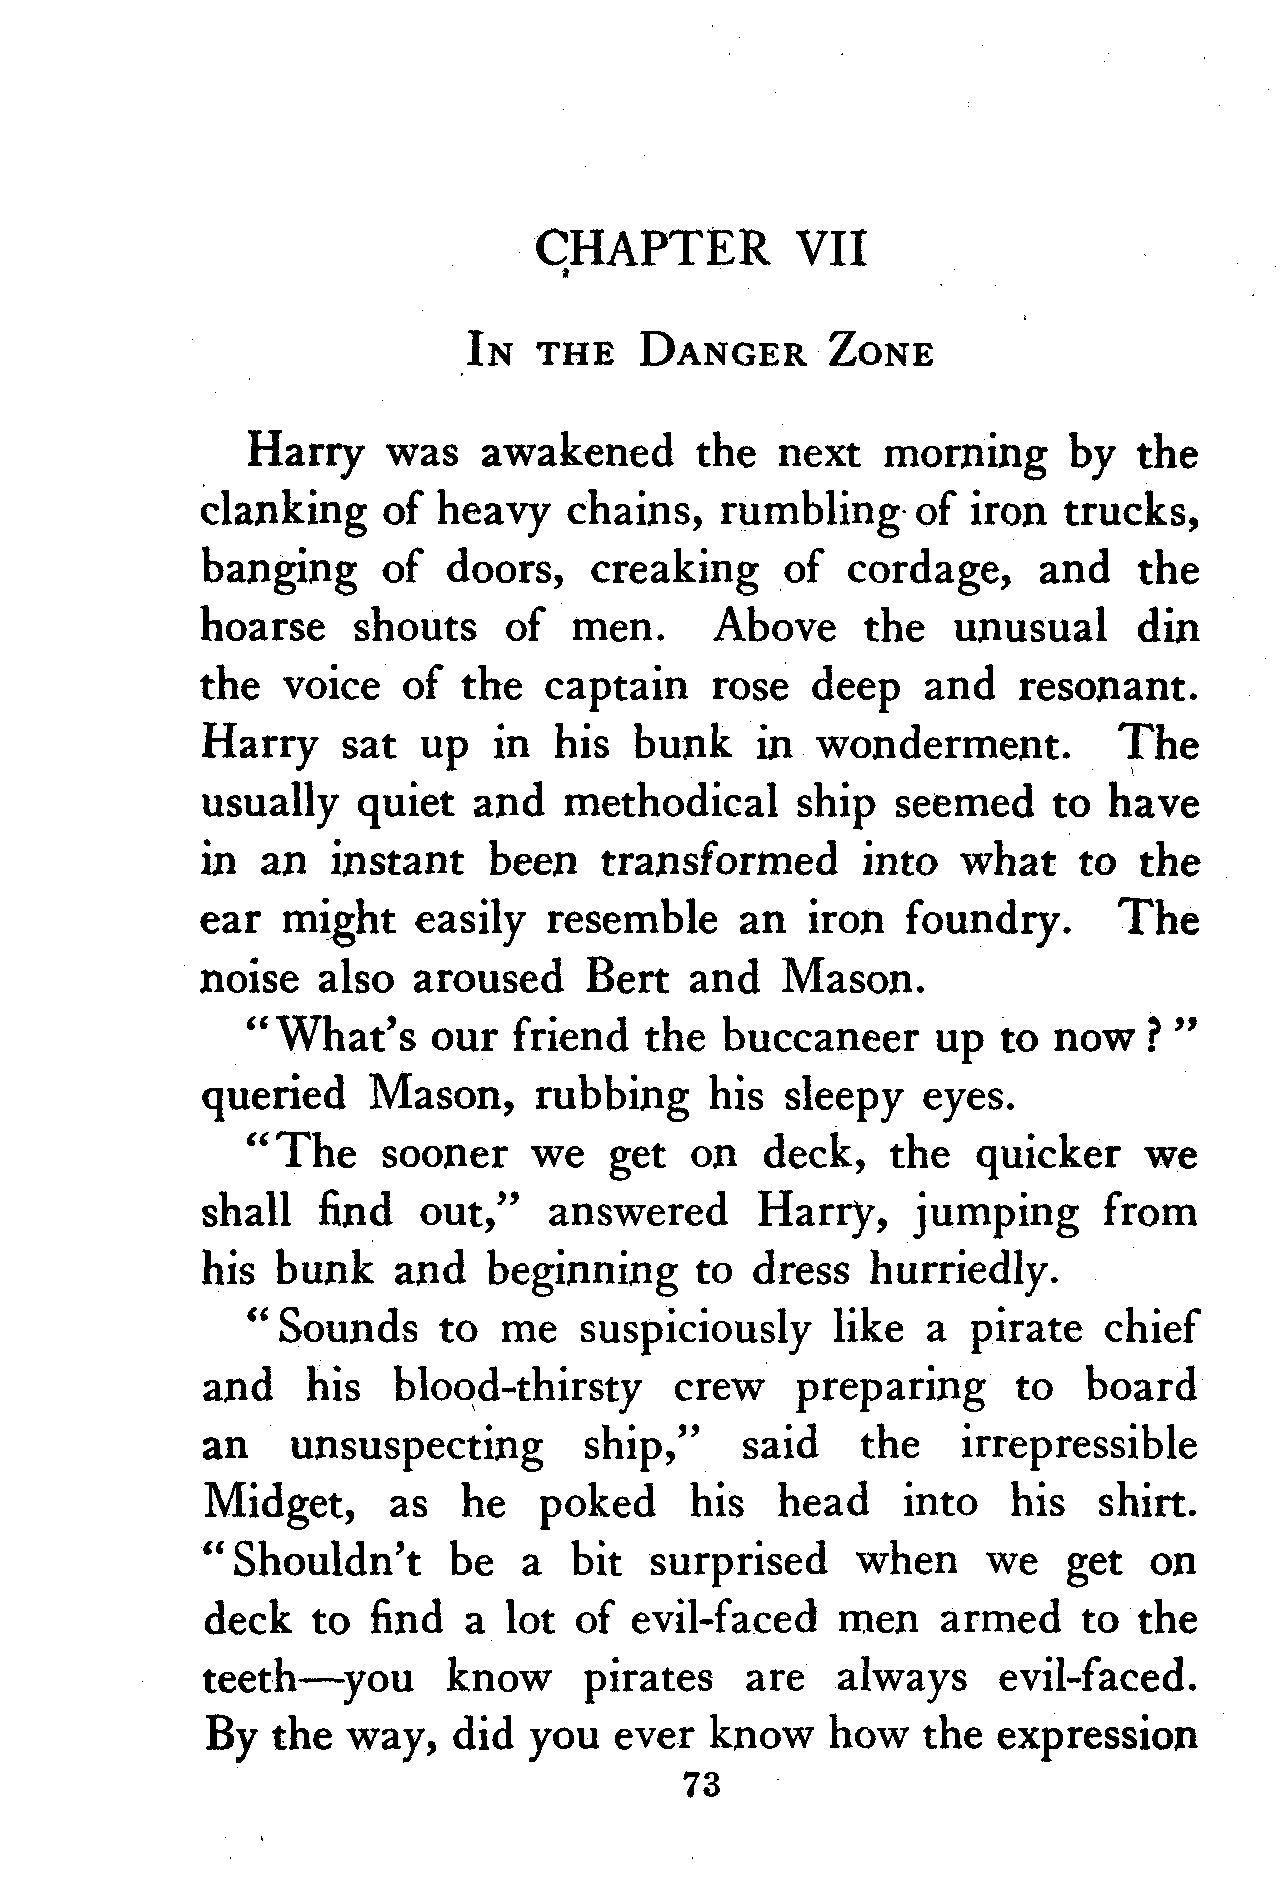 CHAPTER VII
IN THE DANGER ZONE
Harry was awakened the next morning by the
clanking of heavy chains, rumbling of iron trucks,
banging of doors, creaking of cordage, and the
hoarse shouts of men. Above the unusual din
the voice of the captain rose deep and resonant.
Harry sat up in his bunk in wonderment. The
usually quiet and methodical ship seemed to have
in an instant been transformed into what to the
ear might easily resemble an iron foundry. The
noise also aroused Bert and Mason.
“What’s our friend the buccaneer up to now?”
queried Mason, rubbing his sleepy eyes.
“The sooner we get on deck, the quicker we
shall find out,” answered Harry, jumping from
his bunk and beginning to dress hurriedly.
“Sounds to me suspiciously like a pirate chief
and his blood-thirsty crew preparing to board
an unsuspecting ship,” said the irrepressible
Midget, as he poked his head into his shirt.
“Shouldn’t be a bit surprised when we get on
deck to find a lot of evil-faced men armed to the
teeth—you know pirates are always evil-faced.
By the way, did you ever know how the expression
73